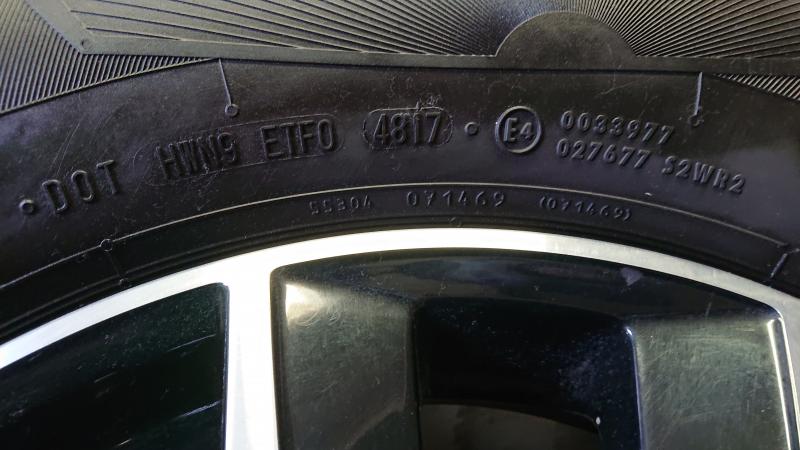 • DOT HWN9 ETF0 4817 • E4 0033977
027677 S2WR2
55304 071469 (071469)